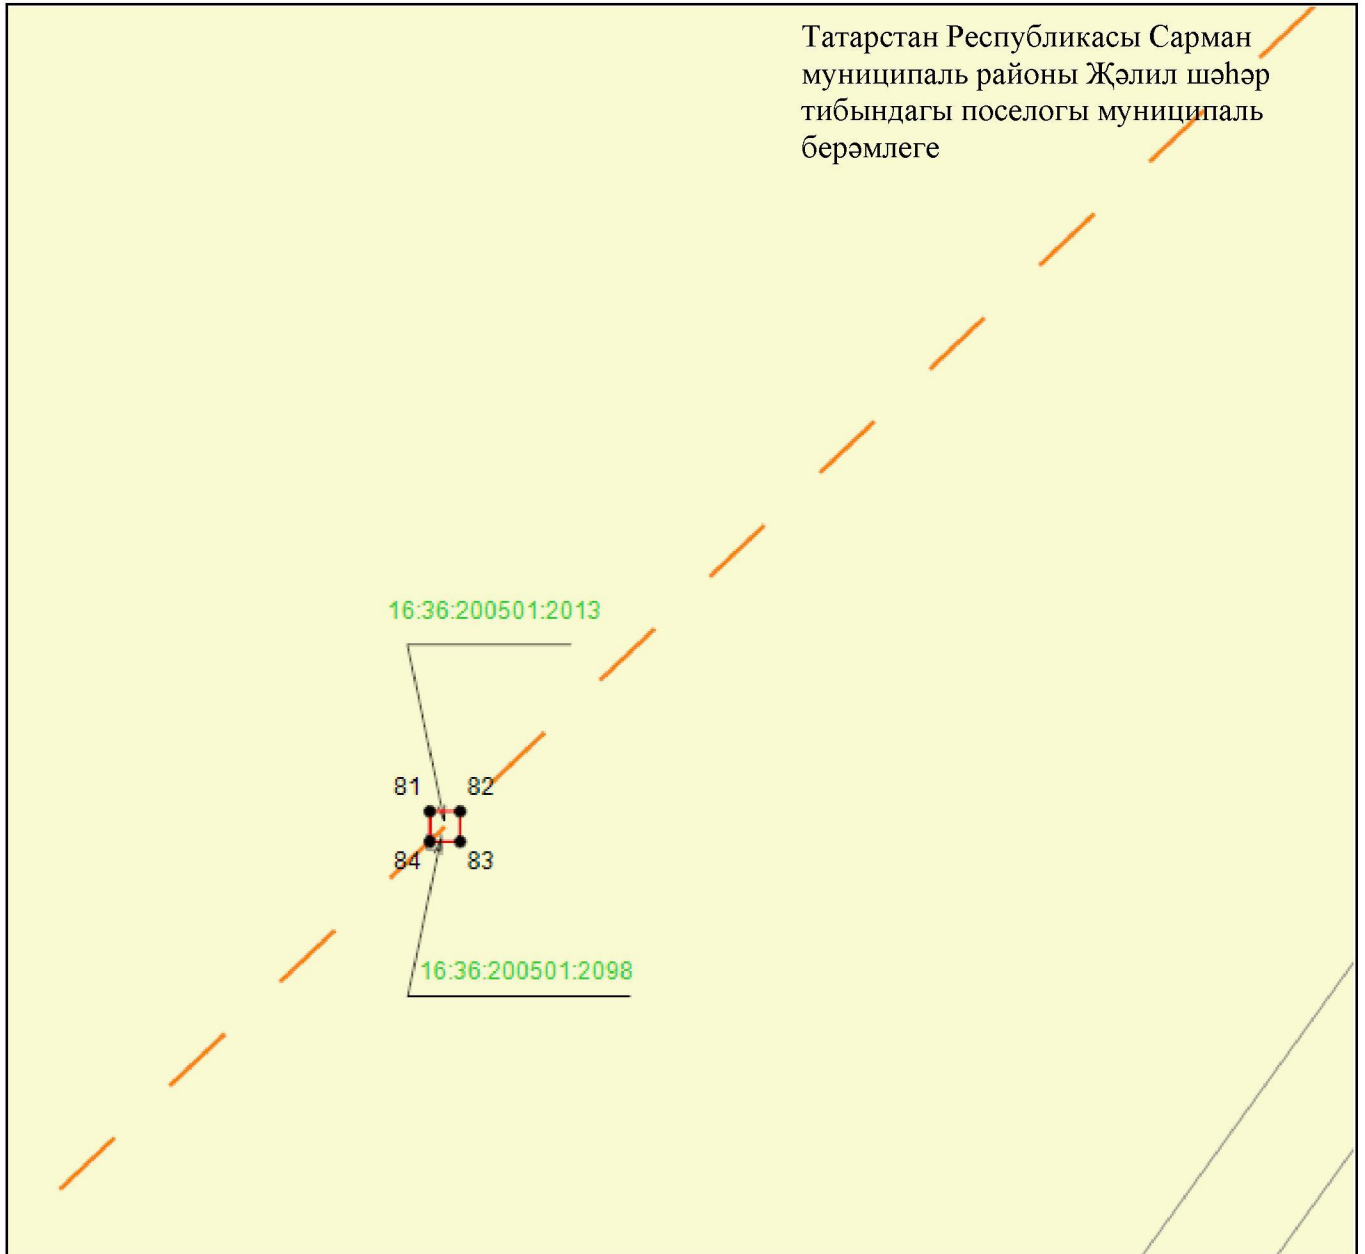 Татарстан Республикасы Сарман
муниципаль районы Җәлил шәһәр
тибындагы поселогы муниципаль
берәмлеге
16:36:200501:2013
81 82
84 83
16:36:200501:2098